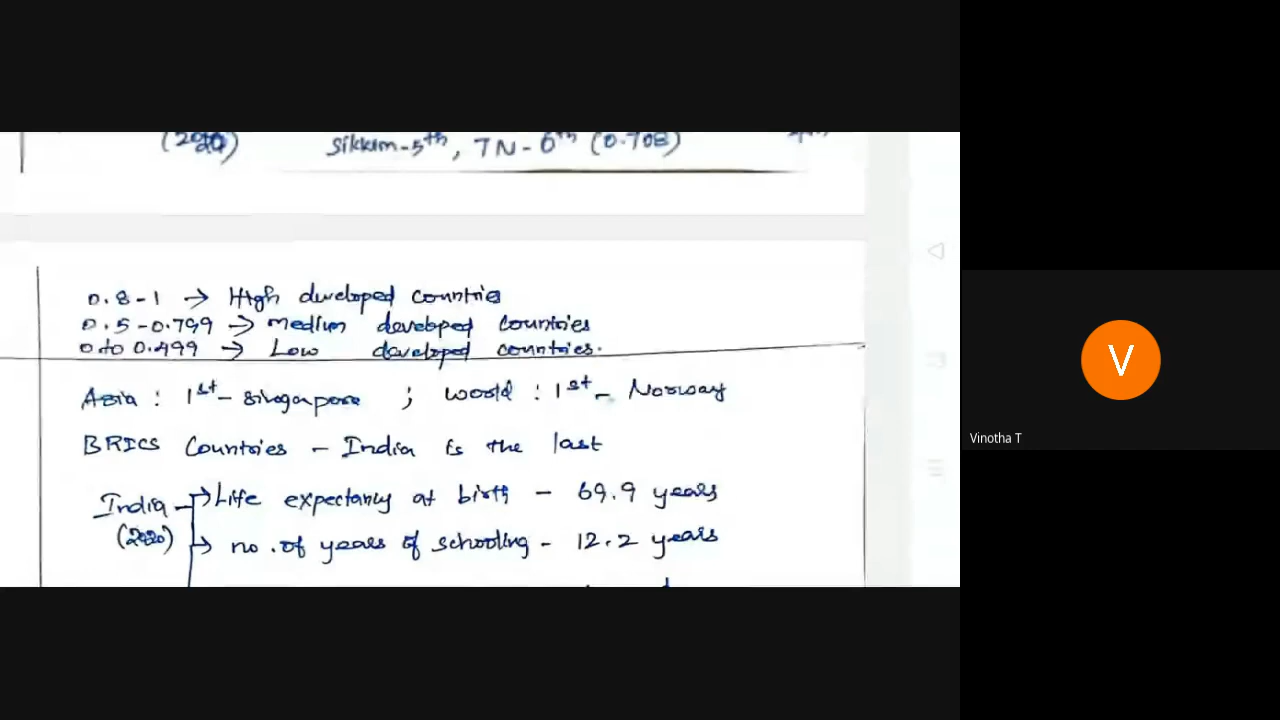 (2020) Sikkim-5th, TN-6th (0.708) 4th
0.8-1 → High developed countries
0.5-0.799 → Medium developed countries
0 to 0.499 → Low developed countries.
Asia : 1st - Singapore ; World : 1st - Norway
V
BRICS Countries - India is the last
Vinotha T
India → Life expectancy at birth - 69.9 years
(2020) → no. of years of schooling - 12.2 years